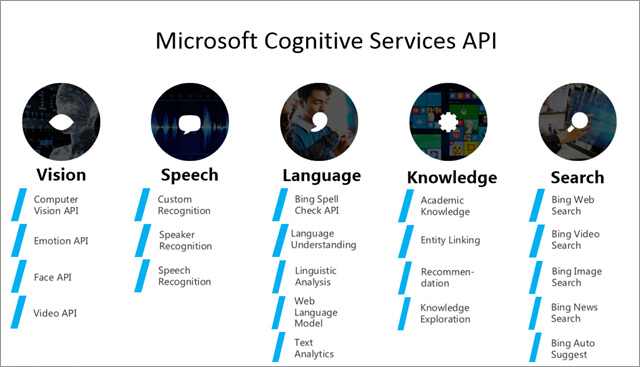 Microsoft Cognitive Services API
Vision
Computer
Vision API
Emotion API
Face API
Video API
Speech
Custom
Recognition
Speaker
Recognition
Speech
Recognition
Language
Bing Spell
Check API
Language
Understanding
Linguistic
Analysis
Web
Language
Model
Text
Analytics
Knowledge
Academic
Knowledge
Entity Linking
Recommen-
dation
Knowledge
Exploration
Search
Bing Web
Search
Bing Video
Search
Bing Image
Search
Bing News
Search
Bing Auto
Suggest